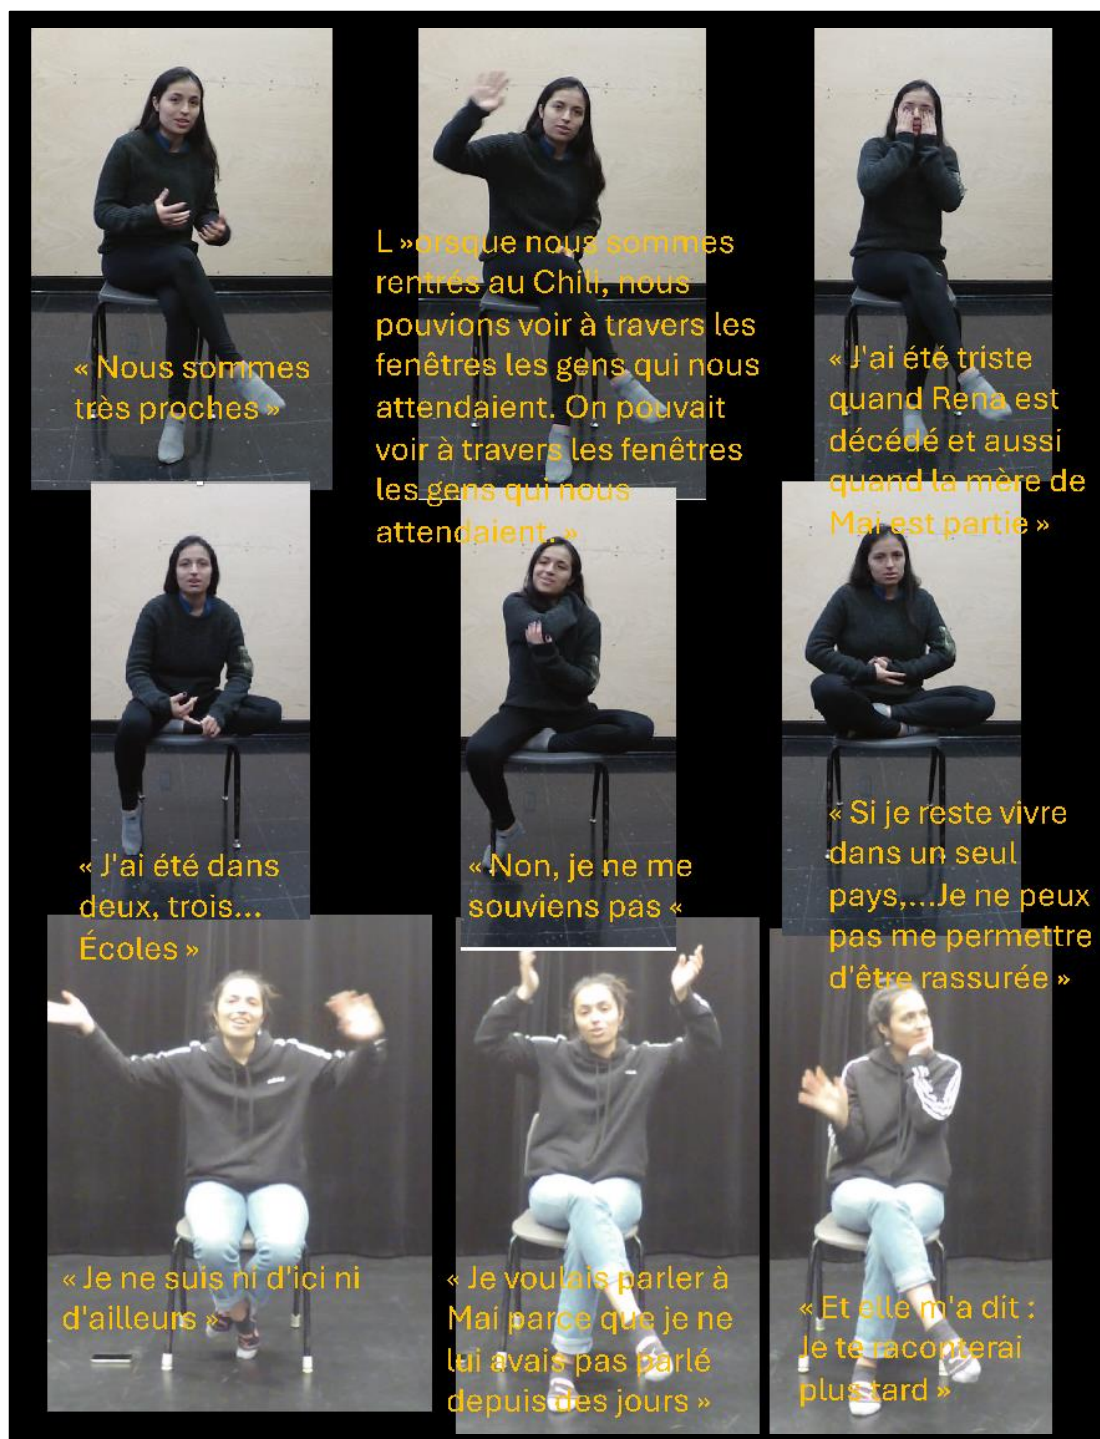 « Nous sommes
très proches »
L »orsque nous sommes
rentrés au Chili, nous
pouvions voir à travers les
fenêtres les gens qui nous
attendaient. On pouvait
voir à travers les fenêtres
les gens qui nous
attendaient. »
« J'ai été triste
quand Rena est
décédé et aussi
quand la mère de
Mai est partie »
« J'ai été dans
deux, trois...
Écoles »
« Non, je ne me
souviens pas «
« Si je reste vivre
dans un seul
pays,...Je ne peux
pas me permettre
d'être rassurée »
« Je ne suis ni d'ici ni
d'ailleurs »
« Je voulais parler à
Mai parce que je ne
lui avais pas parlé
depuis des jours »
« Et elle m'a dit :
Je te raconterai
plus tard »